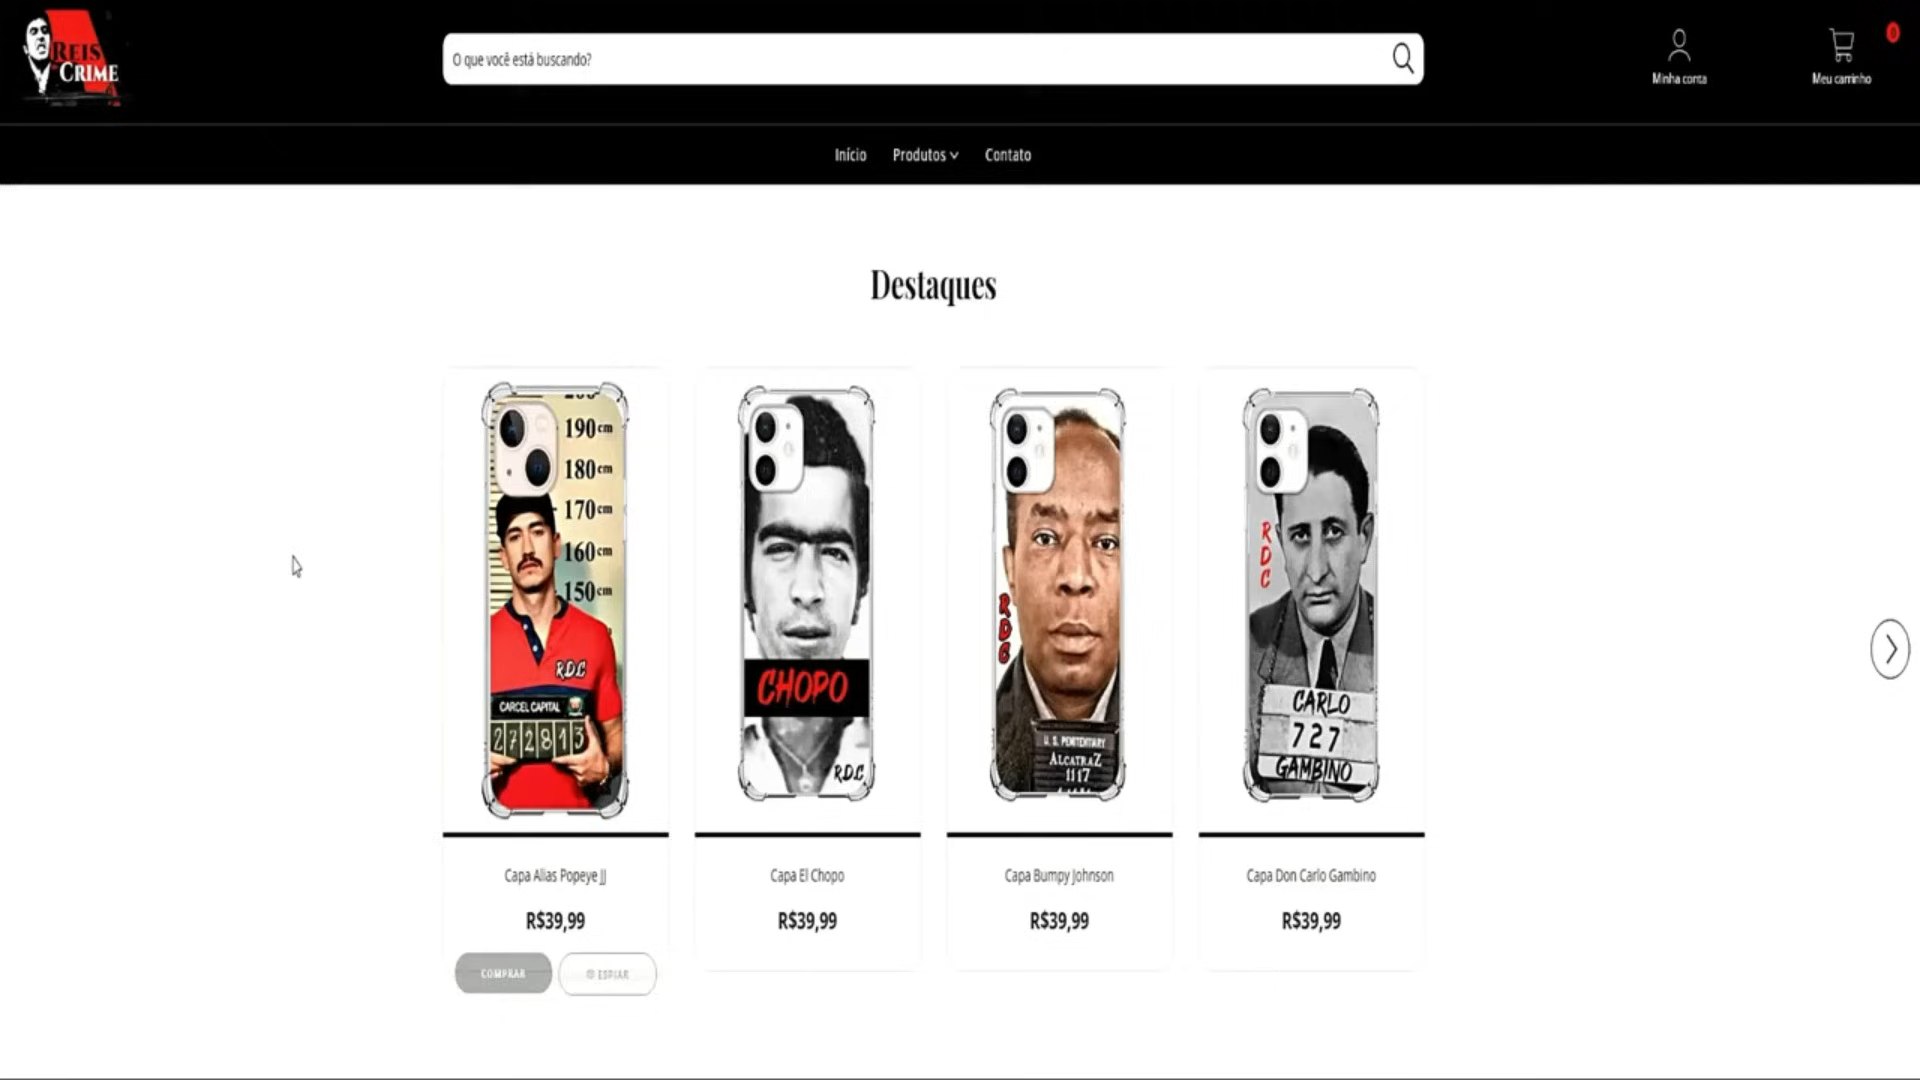 REIS
CRIME
O que você está buscando?
Minha conta
0
Meu carrinho
Início
Produtos
Contato
Destaques
190cm
180cm
170cm
160cm
150cm
RDC
CARCEL CAPITAL
272813
CHOPO
RDC
RDC
U. S. PENITENTIARY
ALCATRAZ
1117
RDC
CARLO
727
GAMBINO
Capa Alias Popeye JJ
Capa El Chopo
Capa Bumpy Johnson
Capa Don Carlo Gambino
R$39,99
R$39,99
R$39,99
R$39,99
COMPRAR
ESPIAR